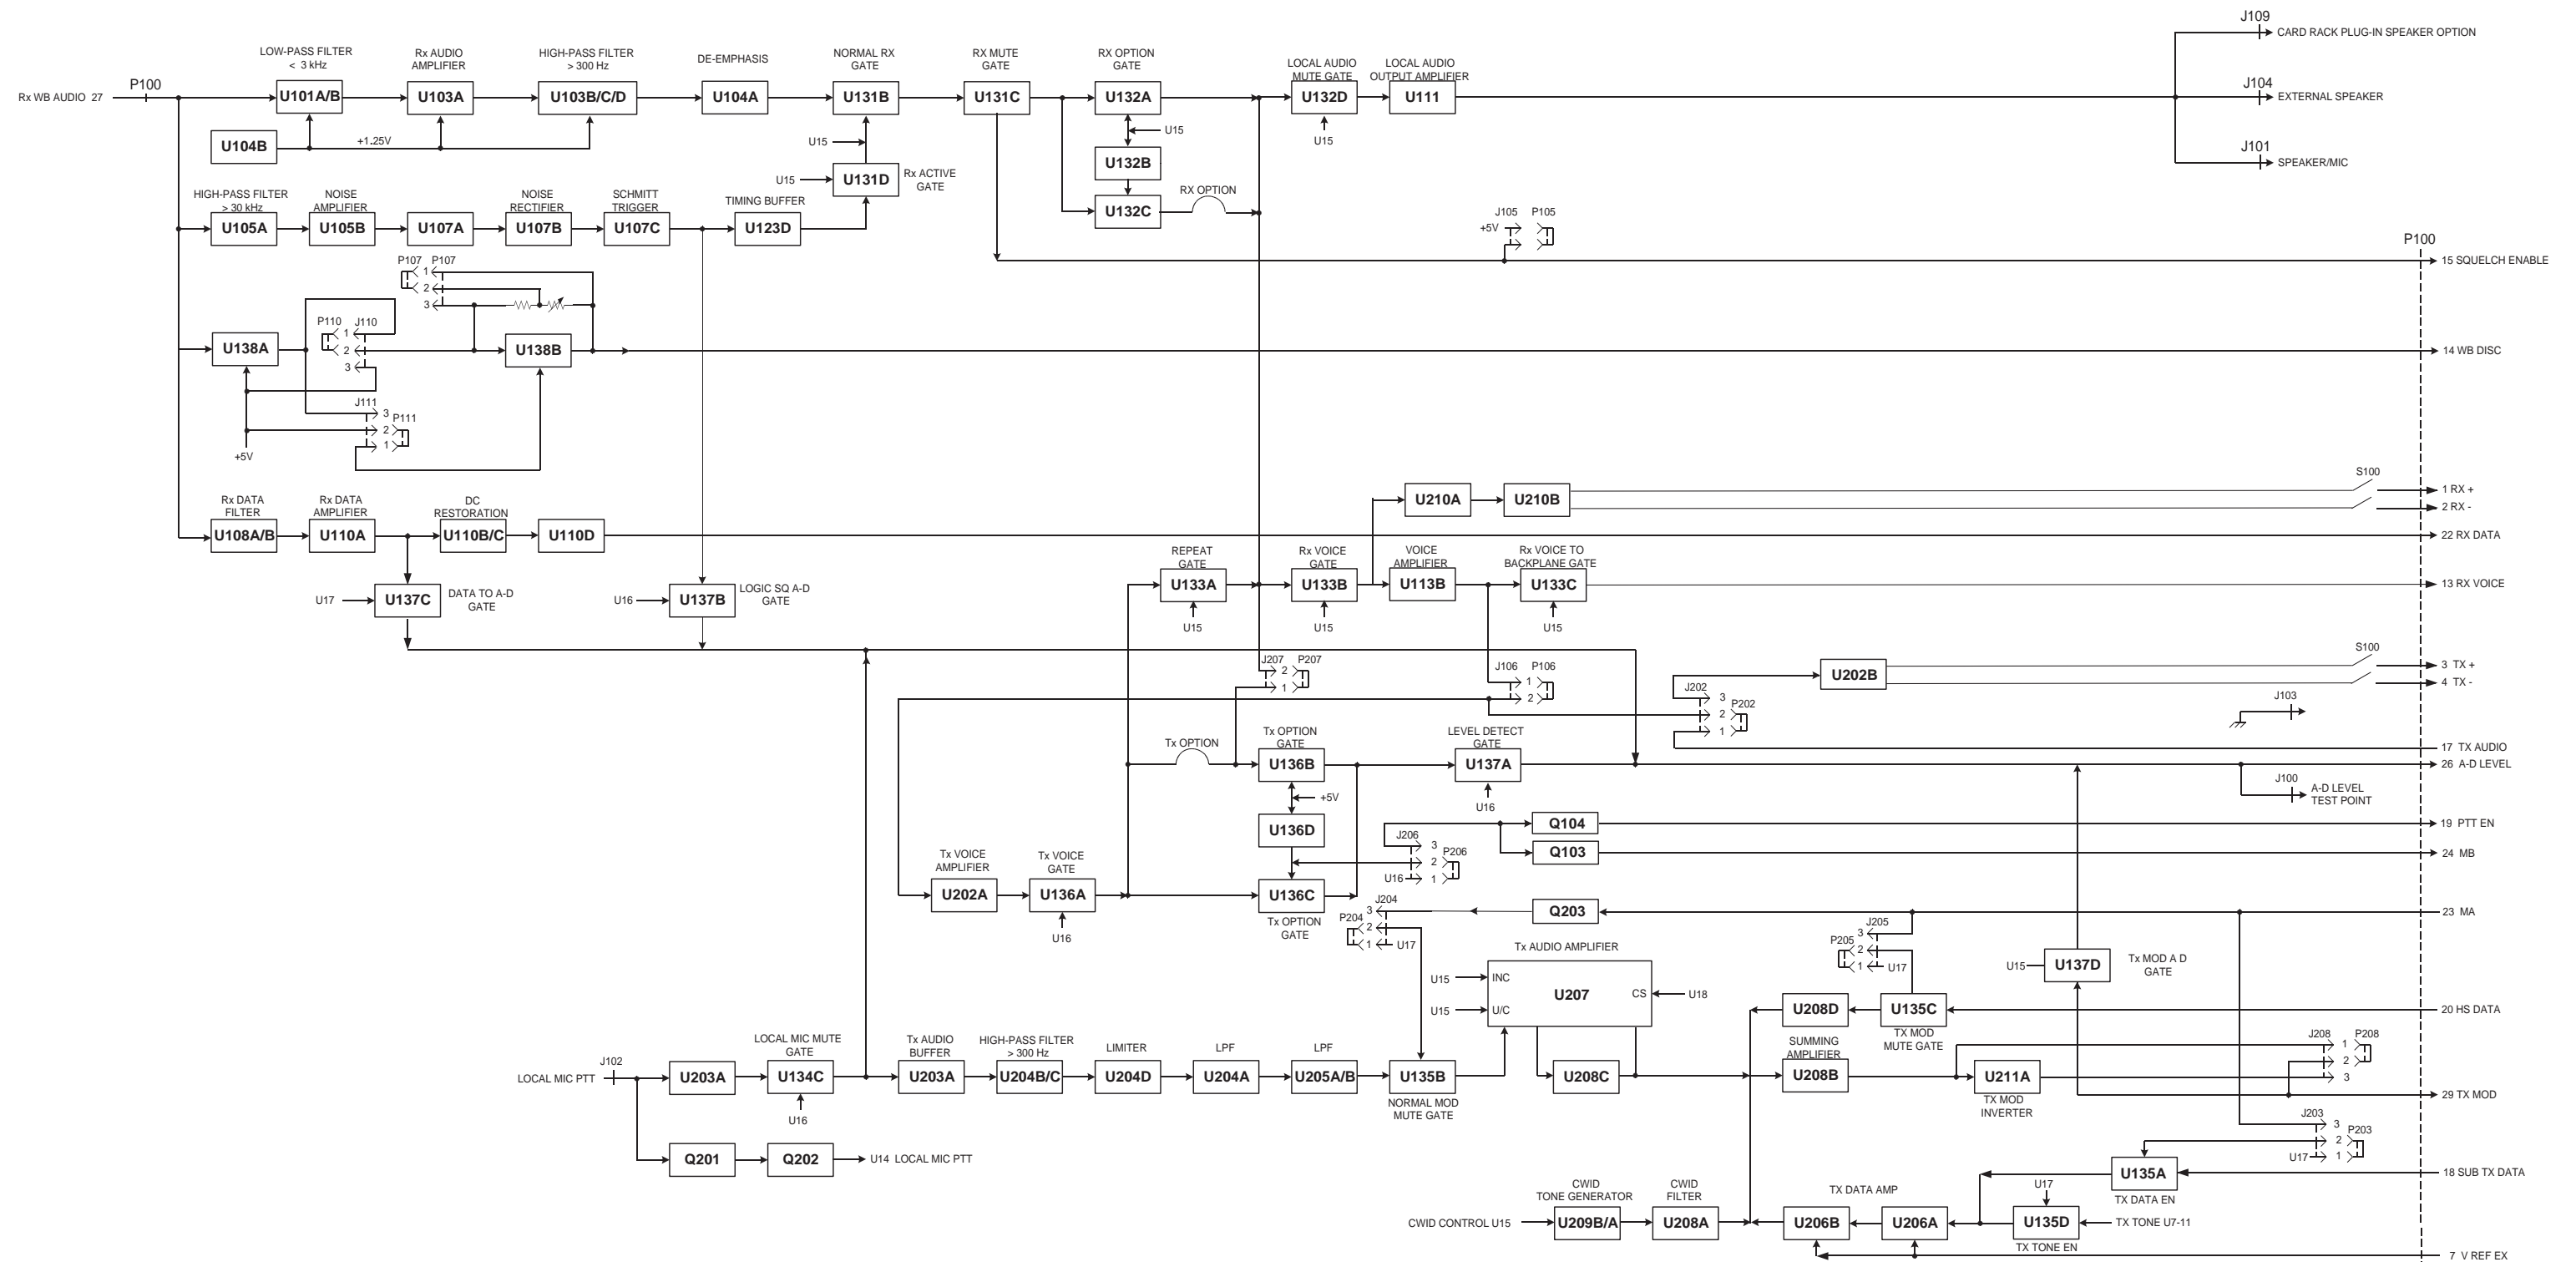 J109
CARD RACK PLUG-IN SPEAKER OPTION
LOW-PASS FILTER
< 3 kHz
Rx AUDIO
AMPLIFIER
HIGH-PASS FILTER
> 300 Hz
DE-EMPHASIS
NORMAL RX
GATE
RX MUTE
GATE
RX OPTION
GATE
LOCAL AUDIO
MUTE GATE
LOCAL AUDIO
OUTPUT AMPLIFIER
P100
Rx WB AUDIO 27
U101A/B
U103A
U103B/C/D
U104A
U131B
U131C
U132A
U132D
U111
J104
EXTERNAL SPEAKER
U104B
+1.25V
U15
U15
U15
U132B
J101
SPEAKER/MIC
U15
U131D
Rx ACTIVE
GATE
HIGH-PASS FILTER
> 30 kHz
NOISE
AMPLIFIER
NOISE
RECTIFIER
SCHMITT
TRIGGER
TIMING BUFFER
RX OPTION
U132C
U105A
U105B
U107A
U107B
U107C
U123D
J105 P105
+5V
P100
15 SQUELCH ENABLE
P107 P107
1
2
3
P110 J110
1
2
3
U138A
U138B
14 WB DISC
J111
3
P111
2
1
+5V
Rx DATA
FILTER
Rx DATA
AMPLIFIER
DC
RESTORATION
U108A/B
U110A
U110B/C
U110D
U210A
U210B
S100
1 RX +
2 RX -
22 RX DATA
REPEAT
GATE
Rx VOICE
GATE
VOICE
AMPLIFIER
Rx VOICE TO
BACKPLANE GATE
U133A
U133B
U113B
U133C
13 RX VOICE
U17
U137C
DATA TO A-D
GATE
U16
U137B
LOGIC SQ A-D
GATE
U15
U15
U15
J207 P207
2
1
J106 P106
1
2
U202B
S100
3 TX +
4 TX -
J202
3
P202
2
1
J103
Tx OPTION
Tx OPTION
GATE
U136B
LEVEL DETECT
GATE
U137A
17 TX AUDIO
26 A-D LEVEL
J100
A-D LEVEL
TEST POINT
+5V
U16
U136D
Q104
19 PTT EN
J206
3
P206
2
U16
1
Q103
24 MB
Tx VOICE
AMPLIFIER
Tx VOICE
GATE
U202A
U136A
U136C
Tx OPTION
GATE
U16
J204
3
P204
2
1
U17
Q203
23 MA
J205
3
P205
2
1
U17
Tx AUDIO AMPLIFIER
U15
INC
U207
CS
U18
U15
U/C
U15
U137D
Tx MOD A D
GATE
U208D
U135C
TX MOD
MUTE GATE
20 HS DATA
J102
LOCAL MIC PTT
LOCAL MIC MUTE
GATE
Tx AUDIO
BUFFER
HIGH-PASS FILTER
> 300 Hz
LIMITER
LPF
LPF
U203A
U134C
U203A
U204B/C
U204D
U204A
U205A/B
U135B
NORMAL MOD
MUTE GATE
U208C
SUMMING
AMPLIFIER
U208B
U211A
TX MOD
INVERTER
J208 P208
1
2
3
29 TX MOD
U16
Q201
Q202
U14 LOCAL MIC PTT
J203
3
P203
2
U17
1
U135A
TX DATA EN
18 SUB TX DATA
CWID
TONE GENERATOR
CWID
FILTER
TX DATA AMP
U17
CWID CONTROL U15
U209B/A
U208A
U206B
U206A
U135D
TX TONE U7-11
TX TONE EN
7 V REF EX